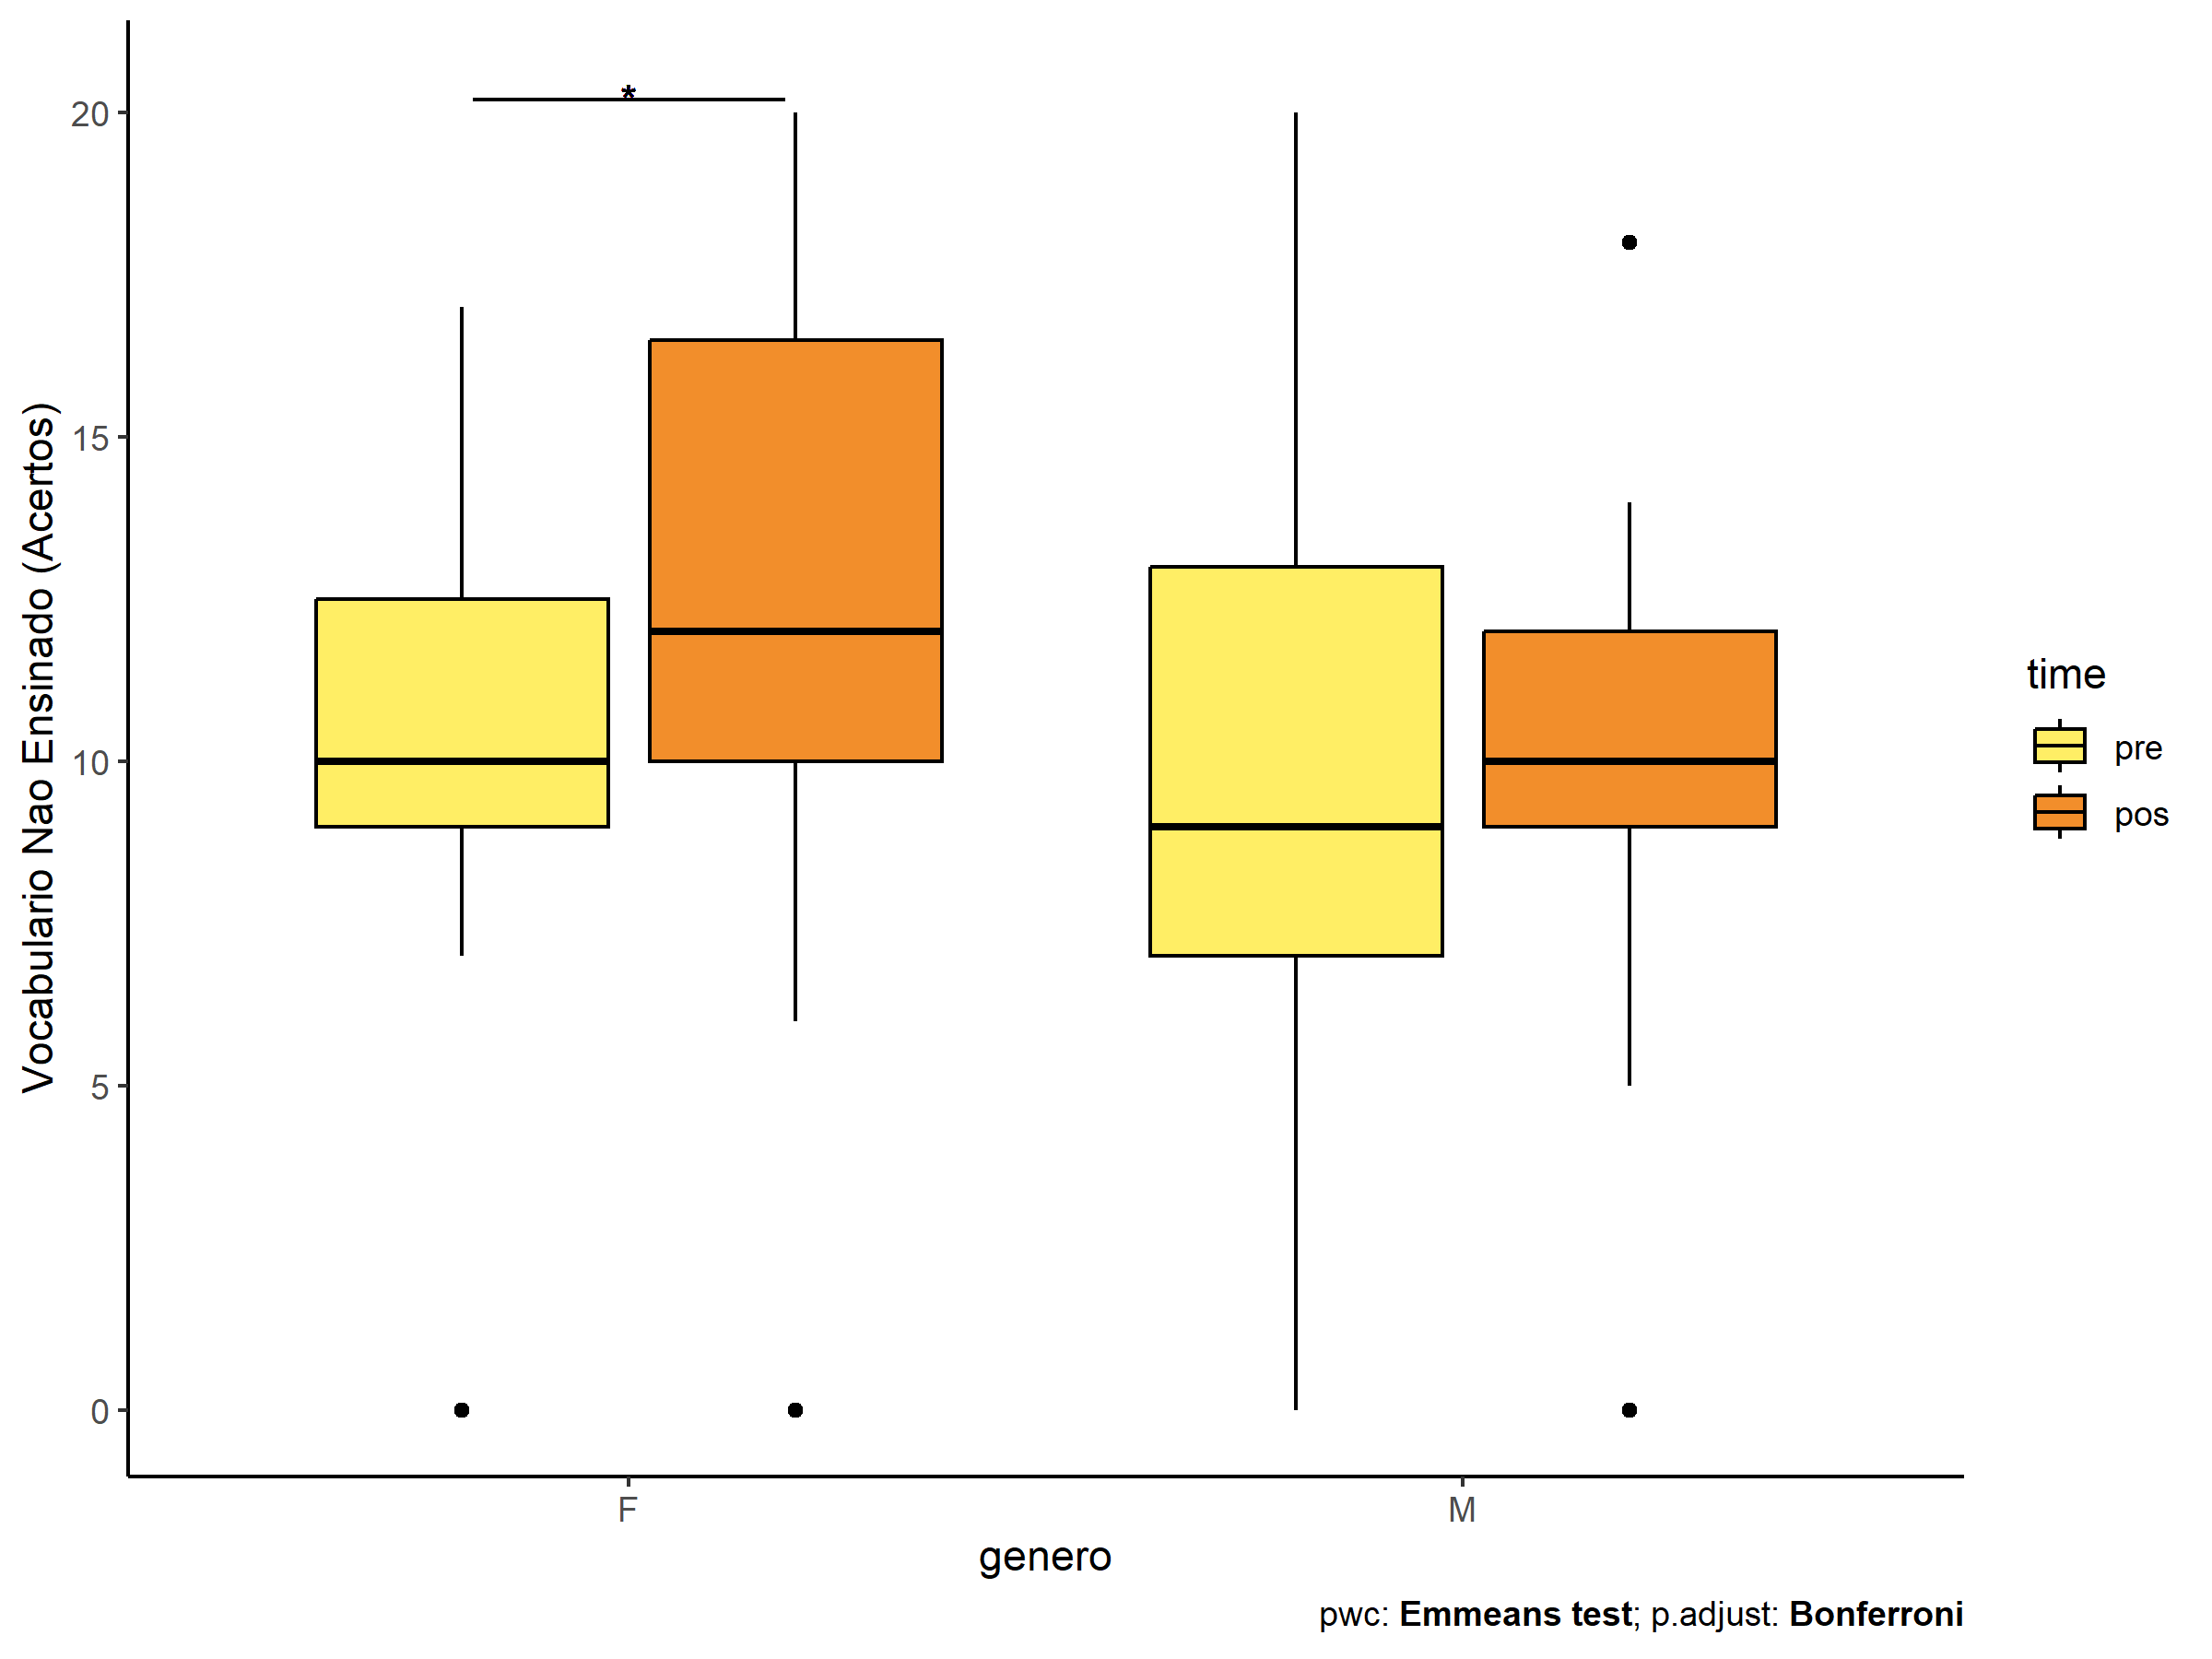 *
20
15
10
5
0
Vocabulario Nao Ensinado (Acertos)
F
M
genero
time
pre
pos
pwc: Emmeans test; p.adjust: Bonferroni